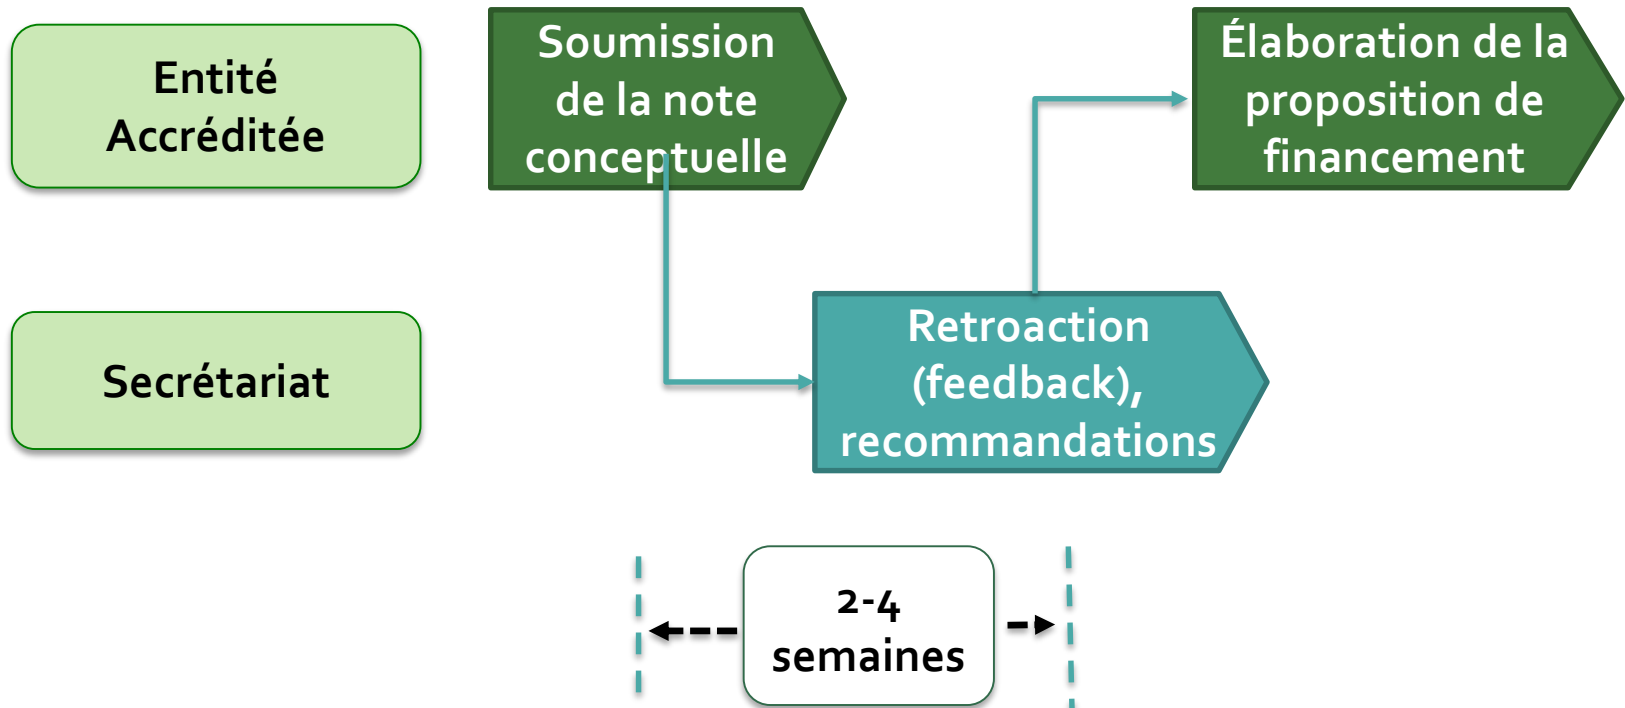 Entité
Accréditée
Soumission
de la note
conceptuelle
Élaboration de la
proposition de
financement
Secrétariat
Retroaction
(feedback),
recommandations
2-4
semaines